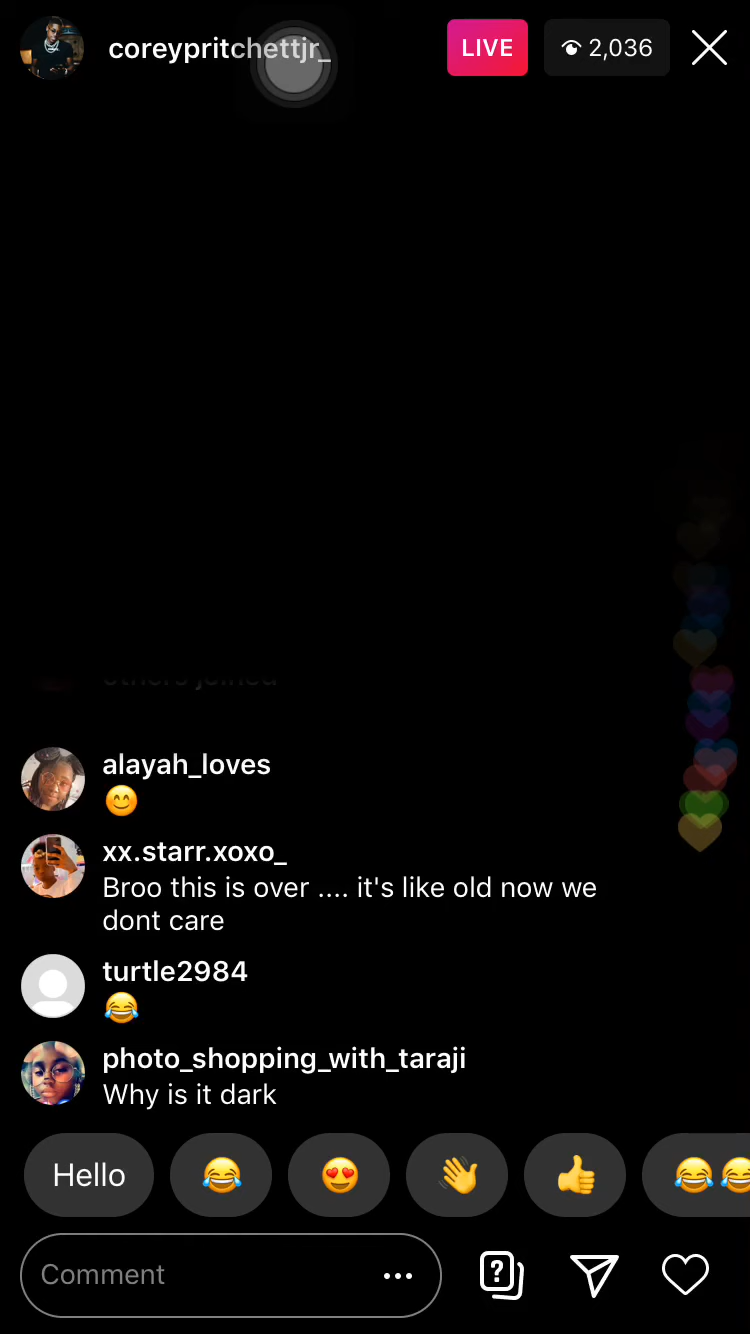 coreypritchettjr_ LIVE 2,036
others joined
alayah_loves
😊
xx.starr.xoxo_
Broo this is over .... it's like old now we
dont care
turtle2984
😂
photo_shopping_with_taraji
Why is it dark
Hello 😂 😍 👋 👍 😂😂
Comment